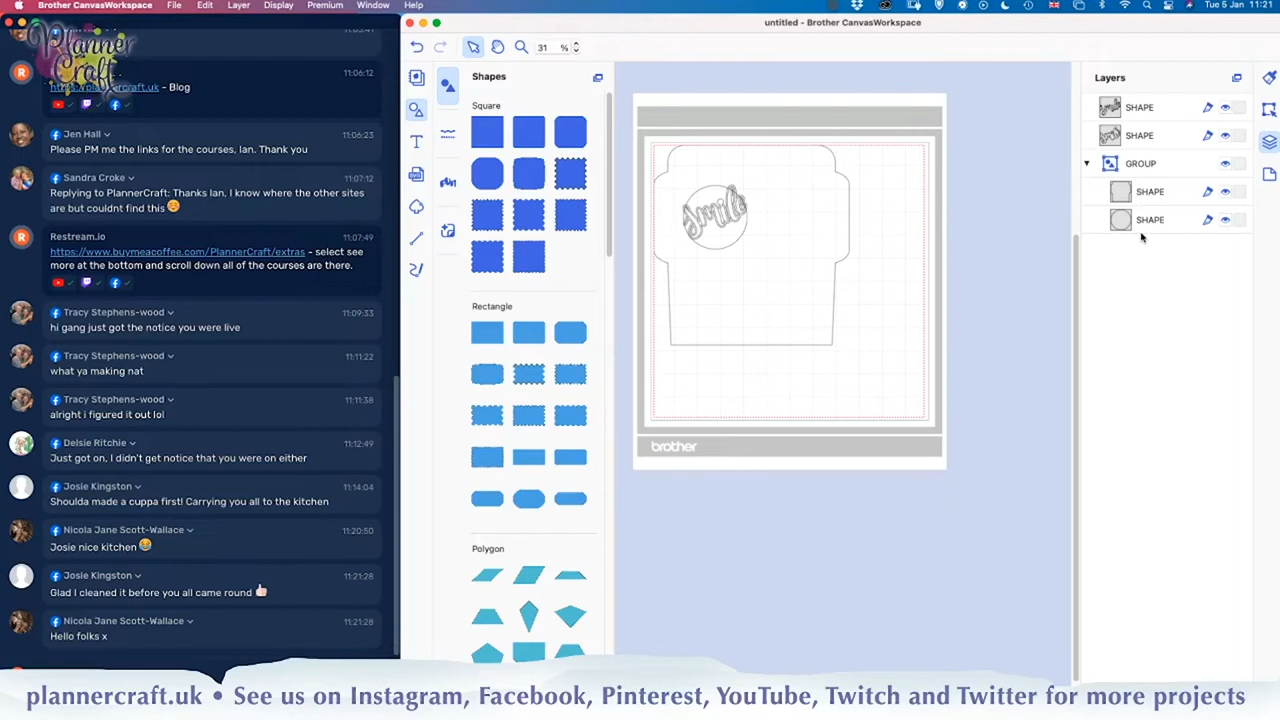 Brother CanvasWorkspace File Edit Layer Display Premium Window Help
Tue 5 Jan 11:21
Planner Craft
11:06:12
https://plannercraft.uk - Blog
Jen Hall
11:06:23
Please PM me the links for the courses, Ian. Thank you
Sandra Croke
11:07:12
Replying to PlannerCraft: Thanks Ian, I know where the other sites
are but couldnt find this
Restream.io
11:07:49
https://www.buymeacoffee.com/PlannerCraft/extras - select see
more at the bottom and scroll down all of the courses are there.
Tracy Stephens-wood
11:09:33
hi gang just got the notice you were live
Tracy Stephens-wood
11:11:22
what ya making nat
Tracy Stephens-wood
11:11:38
alright i figured it out lol
Delsie Ritchie
11:12:49
Just got on, I didn't get notice that you were on either
Josie Kingston
11:14:04
Shoulda made a cuppa first! Carrying you all to the kitchen
Nicola Jane Scott-Wallace
11:20:50
Josie nice kitchen
Josie Kingston
11:21:28
Glad I cleaned it before you all came round
Nicola Jane Scott-Wallace
11:21:28
Hello folks x
untitled - Brother CanvasWorkspace
31 %
Shapes
Square
Rectangle
Polygon
Smile
brother
Layers
SHAPE
SHAPE
GROUP
SHAPE
SHAPE
plannercraft.uk • See us on Instagram, Facebook, Pinterest, YouTube, Twitch and Twitter for more projects